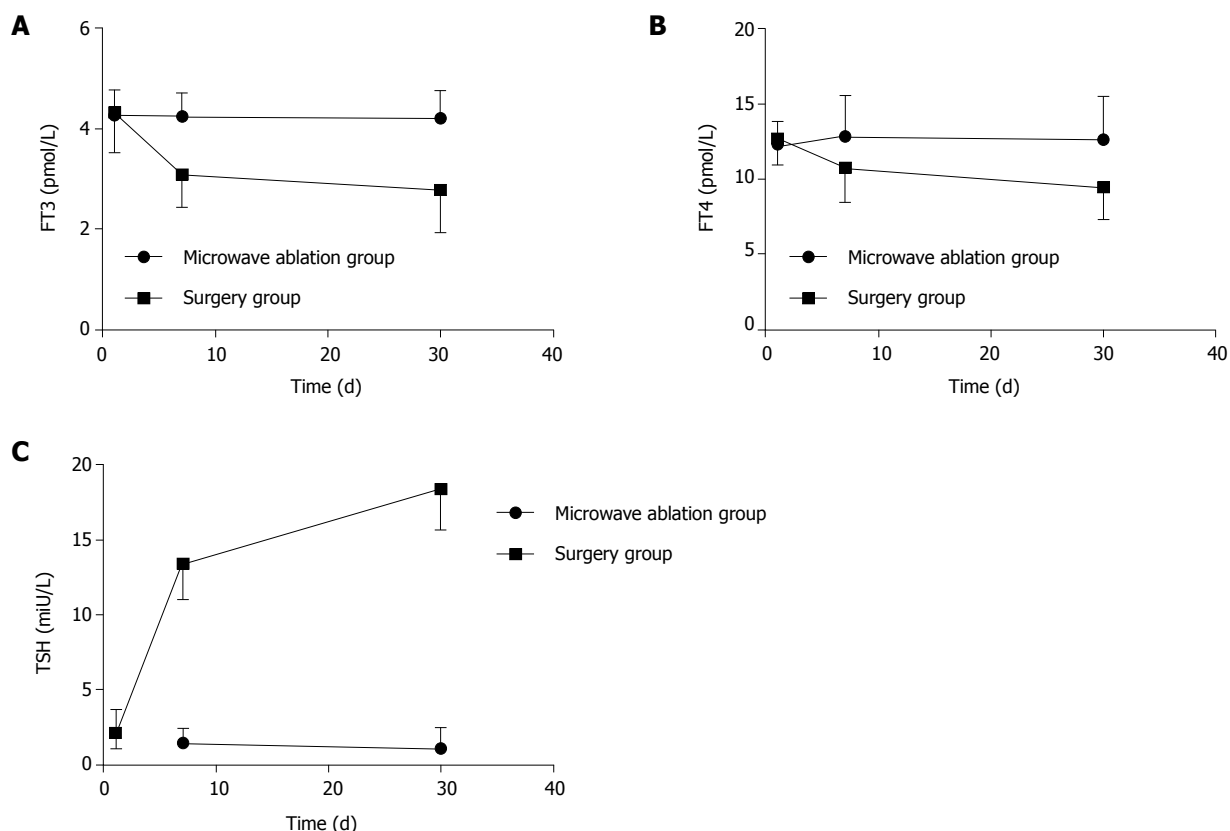 A
6
4
2
0
FT3 (pmol/L)
Microwave ablation group
Surgery group
0 10 20 30 40
Time (d)
B
20
15
10
5
0
FT4 (pmol/L)
Microwave ablation group
Surgery group
0 10 20 30 40
Time (d)
C
20
15
10
5
0
TSH (miU/L)
Microwave ablation group
Surgery group
0 10 20 30 40
Time (d)